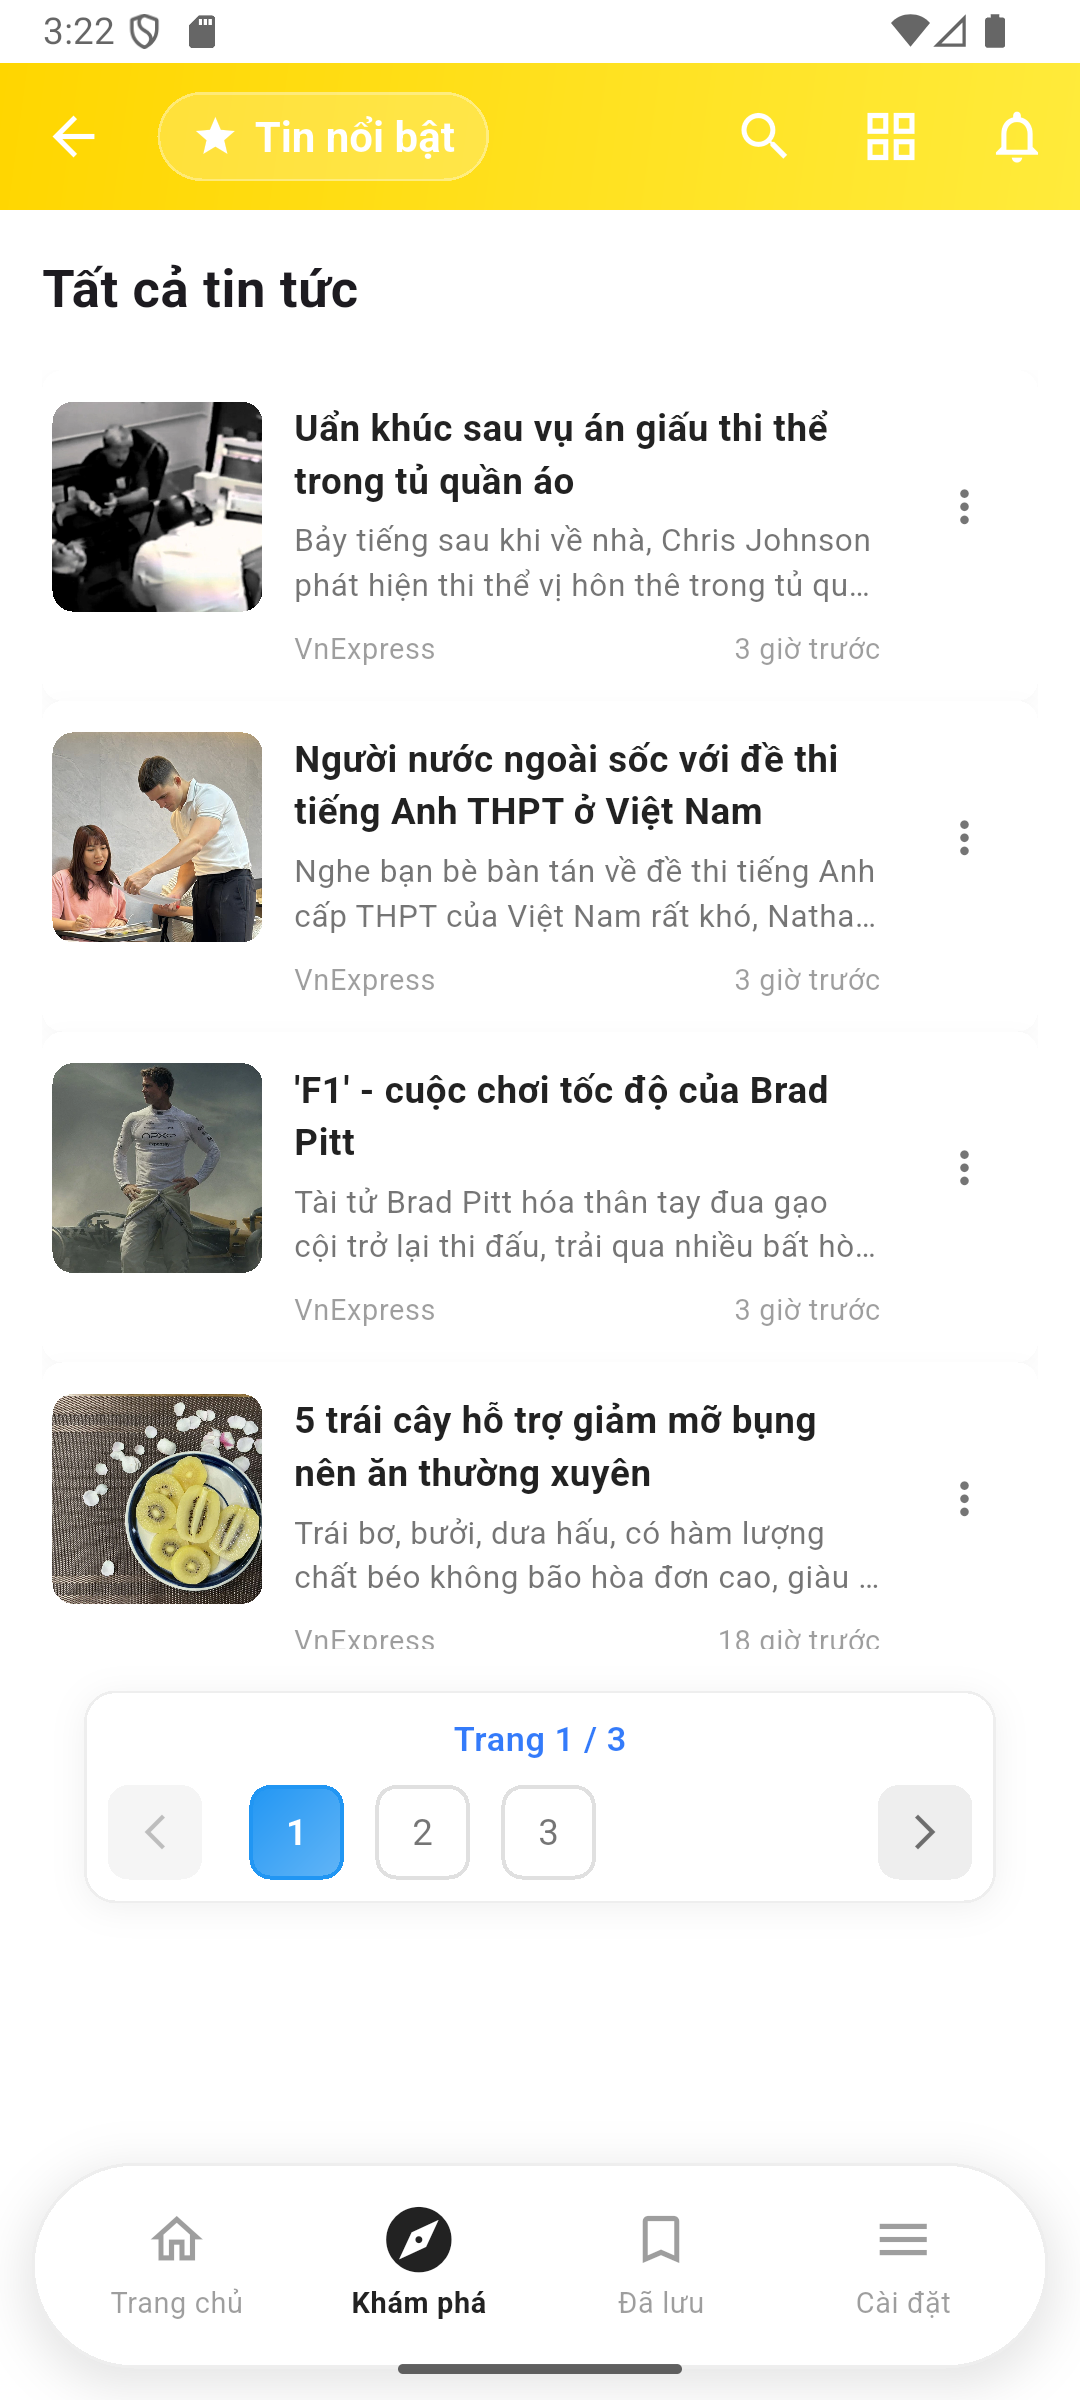 3:22
Tin nổi bật
Tất cả tin tức
Uẩn khúc sau vụ án giấu thi thể
trong tủ quần áo
Bảy tiếng sau khi về nhà, Chris Johnson
phát hiện thi thể vị hôn thê trong tủ qu…
VnExpress 3 giờ trước
Người nước ngoài sốc với đề thi
tiếng Anh THPT ở Việt Nam
Nghe bạn bè bàn tán về đề thi tiếng Anh
cấp THPT của Việt Nam rất khó, Natha…
VnExpress 3 giờ trước
'F1' - cuộc chơi tốc độ của Brad
Pitt
Tài tử Brad Pitt hóa thân tay đua gạo
cội trở lại thi đấu, trải qua nhiều bất hò…
VnExpress 3 giờ trước
5 trái cây hỗ trợ giảm mỡ bụng
nên ăn thường xuyên
Trái bơ, bưởi, dưa hấu, có hàm lượng
chất béo không bão hòa đơn cao, giàu …
VnExpress 18 giờ trước
Trang 1 / 3
1 2 3
Trang chủ Khám phá Đã lưu Cài đặt